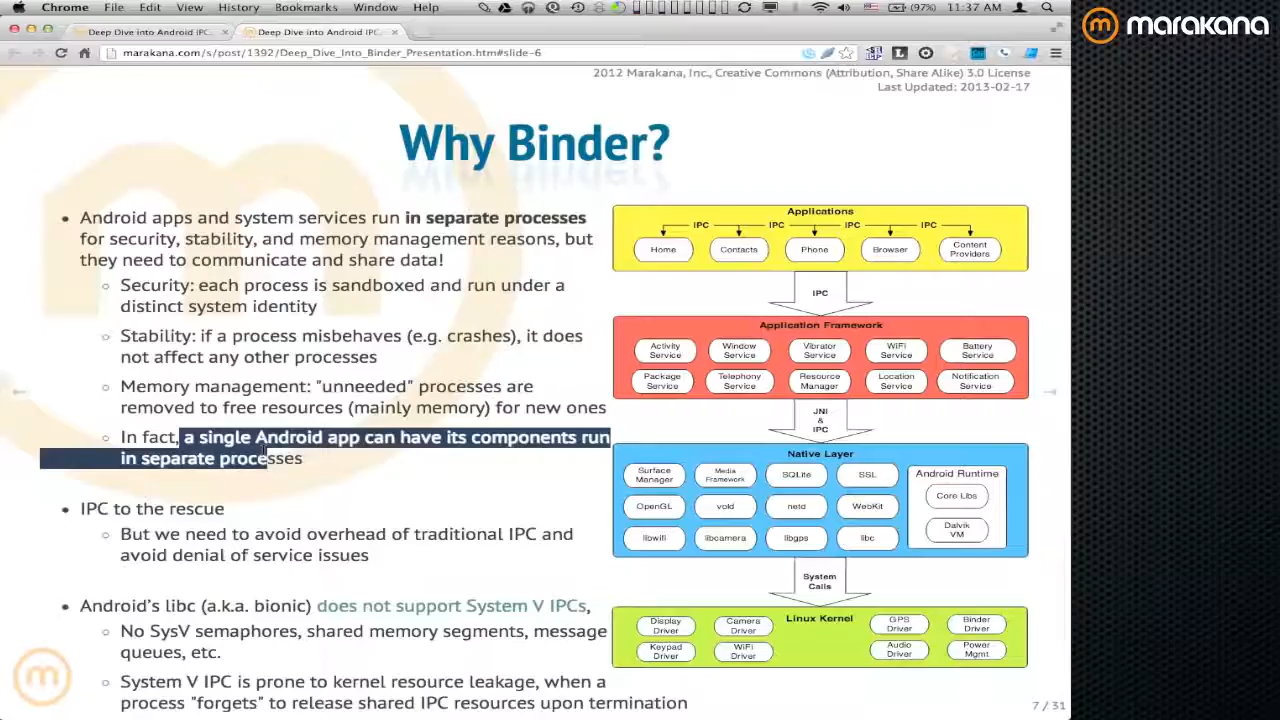 Chrome File Edit View History Bookmarks Window Help (97%) 11:37 AM
marakana
Deep Dive into Android IPC
Deep Dive into Android IPC
marakana.com/s/post/1392/Deep_Dive_Into_Binder_Presentation.htm#slide-6
2012 Marakana, Inc., Creative Commons (Attribution, Share Alike) 3.0 License
Last Updated: 2013-02-17
Why Binder?
• Android apps and system services run in separate processes
for security, stability, and memory management reasons, but
they need to communicate and share data!
Security: each process is sandboxed and run under a
distinct system identity
Stability: if a process misbehaves (e.g. crashes), it does
not affect any other processes
Memory management: "unneeded" processes are
removed to free resources (mainly memory) for new ones
In fact, a single Android app can have its components run
in separate processes
• IPC to the rescue
But we need to avoid overhead of traditional IPC and
avoid denial of service issues
• Android's libc (a.k.a. bionic) does not support System V IPCs,
No SysV semaphores, shared memory segments, message
queues, etc.
System V IPC is prone to kernel resource leakage, when a
process "forgets" to release shared IPC resources upon termination
Applications
IPC IPC IPC IPC
Home Contacts Phone Browser Content
Providers
IPC
Application Framework
Activity Service
Window Service
Vibrator Service
WiFi Service
Battery Service
Package Service
Telephony Service
Resource Manager
Location Service
Notification Service
JNI
&
IPC
Native Layer
Surface Manager
Media Framework
SQLite
SSL
Android Runtime
Core Libs
OpenGL
vold
netd
WebKit
Dalvik VM
libwifi
libcamera
libgps
libc
System
Calls
Linux Kernel
Display Driver
Camera Driver
GPS Driver
Binder Driver
Keypad Driver
WiFi Driver
Audio Driver
Power Mgmt
7 / 31